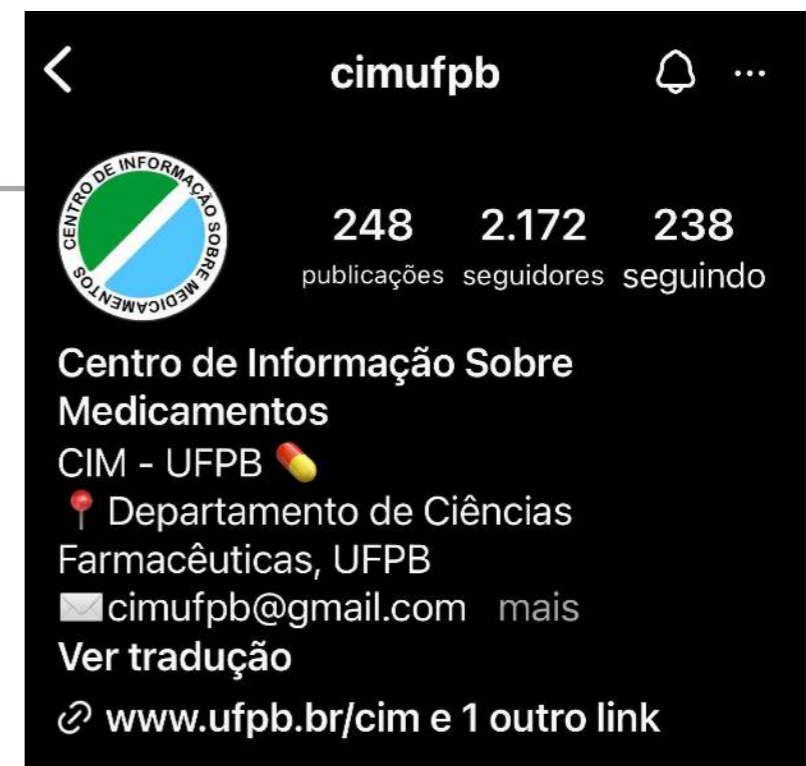 cimufpb
CENTRO DE INFORMAÇÃO SOBRE MEDICAMENTOS
248 2.172 238
publicações seguidores seguindo
Centro de Informação Sobre
Medicamentos
CIM - UFPB
Departamento de Ciências
Farmacêuticas, UFPB
cimufpb@gmail.com mais
Ver tradução
www.ufpb.br/cim e 1 outro link